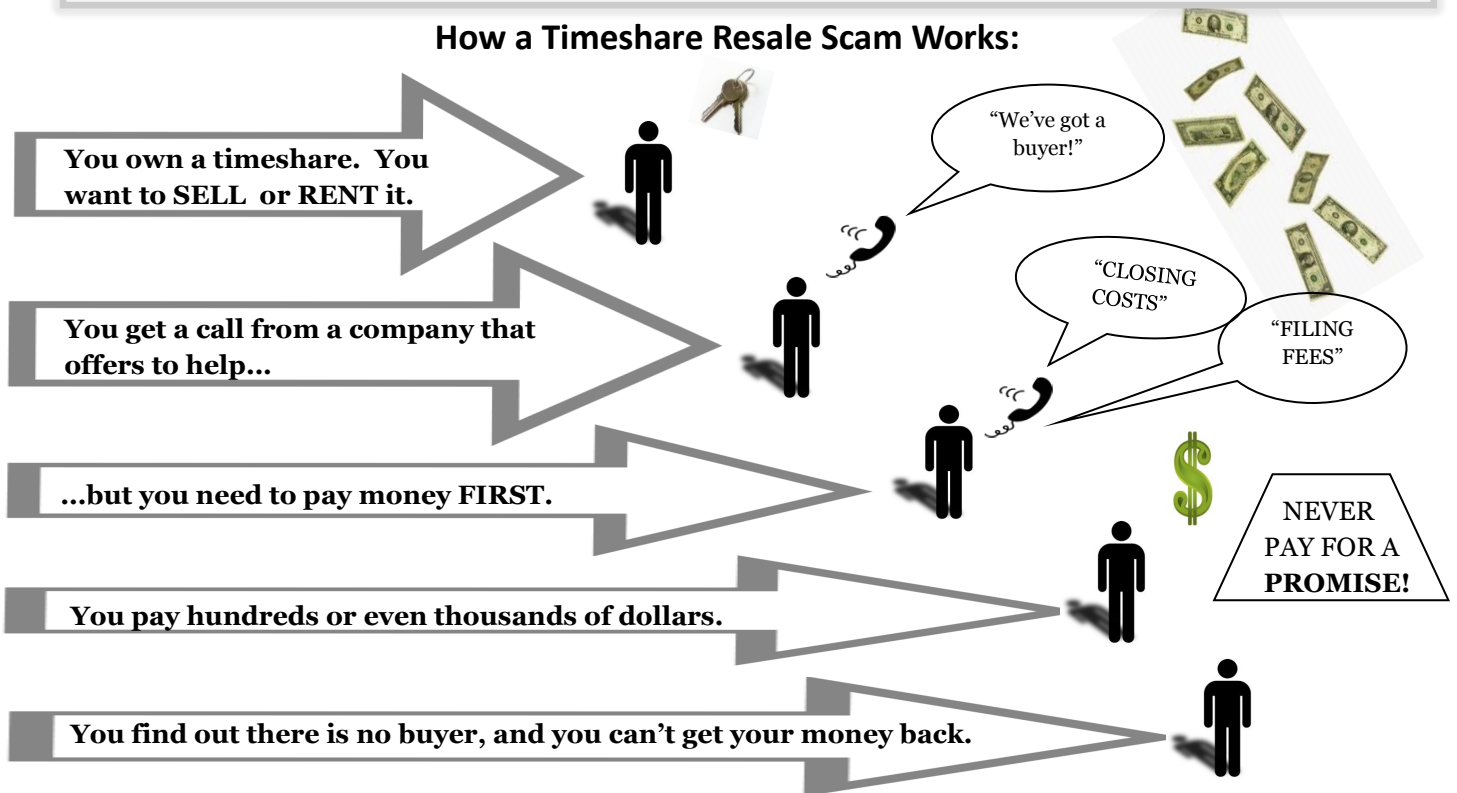 How a Timeshare Resale Scam Works:
You own a timeshare.  You
want to SELL  or RENT it.
“We’ve got a
buyer!”
You get a call from a company that
offers to help…
“CLOSING
COSTS”
“FILING
FEES”
…but you need to pay money FIRST.
NEVER
PAY FOR A
PROMISE!
You pay hundreds or even thousands of dollars.
You find out there is no buyer, and you can’t get your money back.